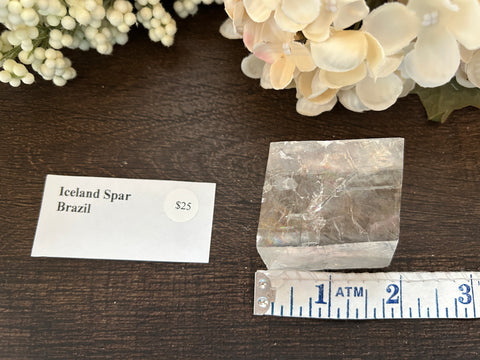 Iceland Spar
Brazil
$25
1 ATM 2 3